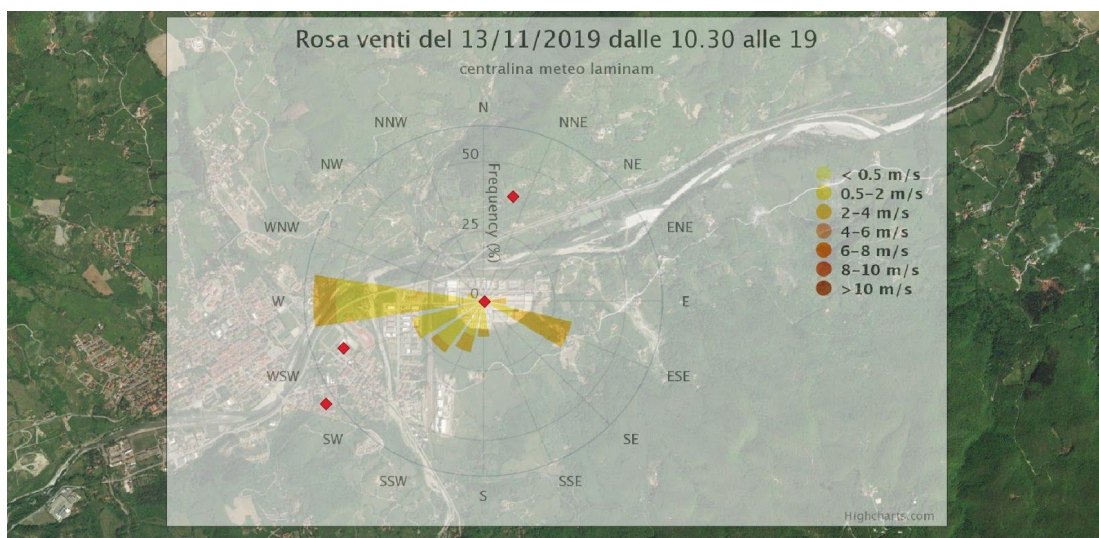 Rosa venti del 13/11/2019 dalle 10.30 alle 19
centralina meteo laminam
N
NNW
NNE
50
NW
NE
Frequency (%)
< 0.5 m/s
0.5–2 m/s
2–4 m/s
4–6 m/s
6–8 m/s
8–10 m/s
>10 m/s
25
WNW
ENE
0
W
E
WSW
ESE
SW
SE
SSW
SSE
S
Highcharts.com